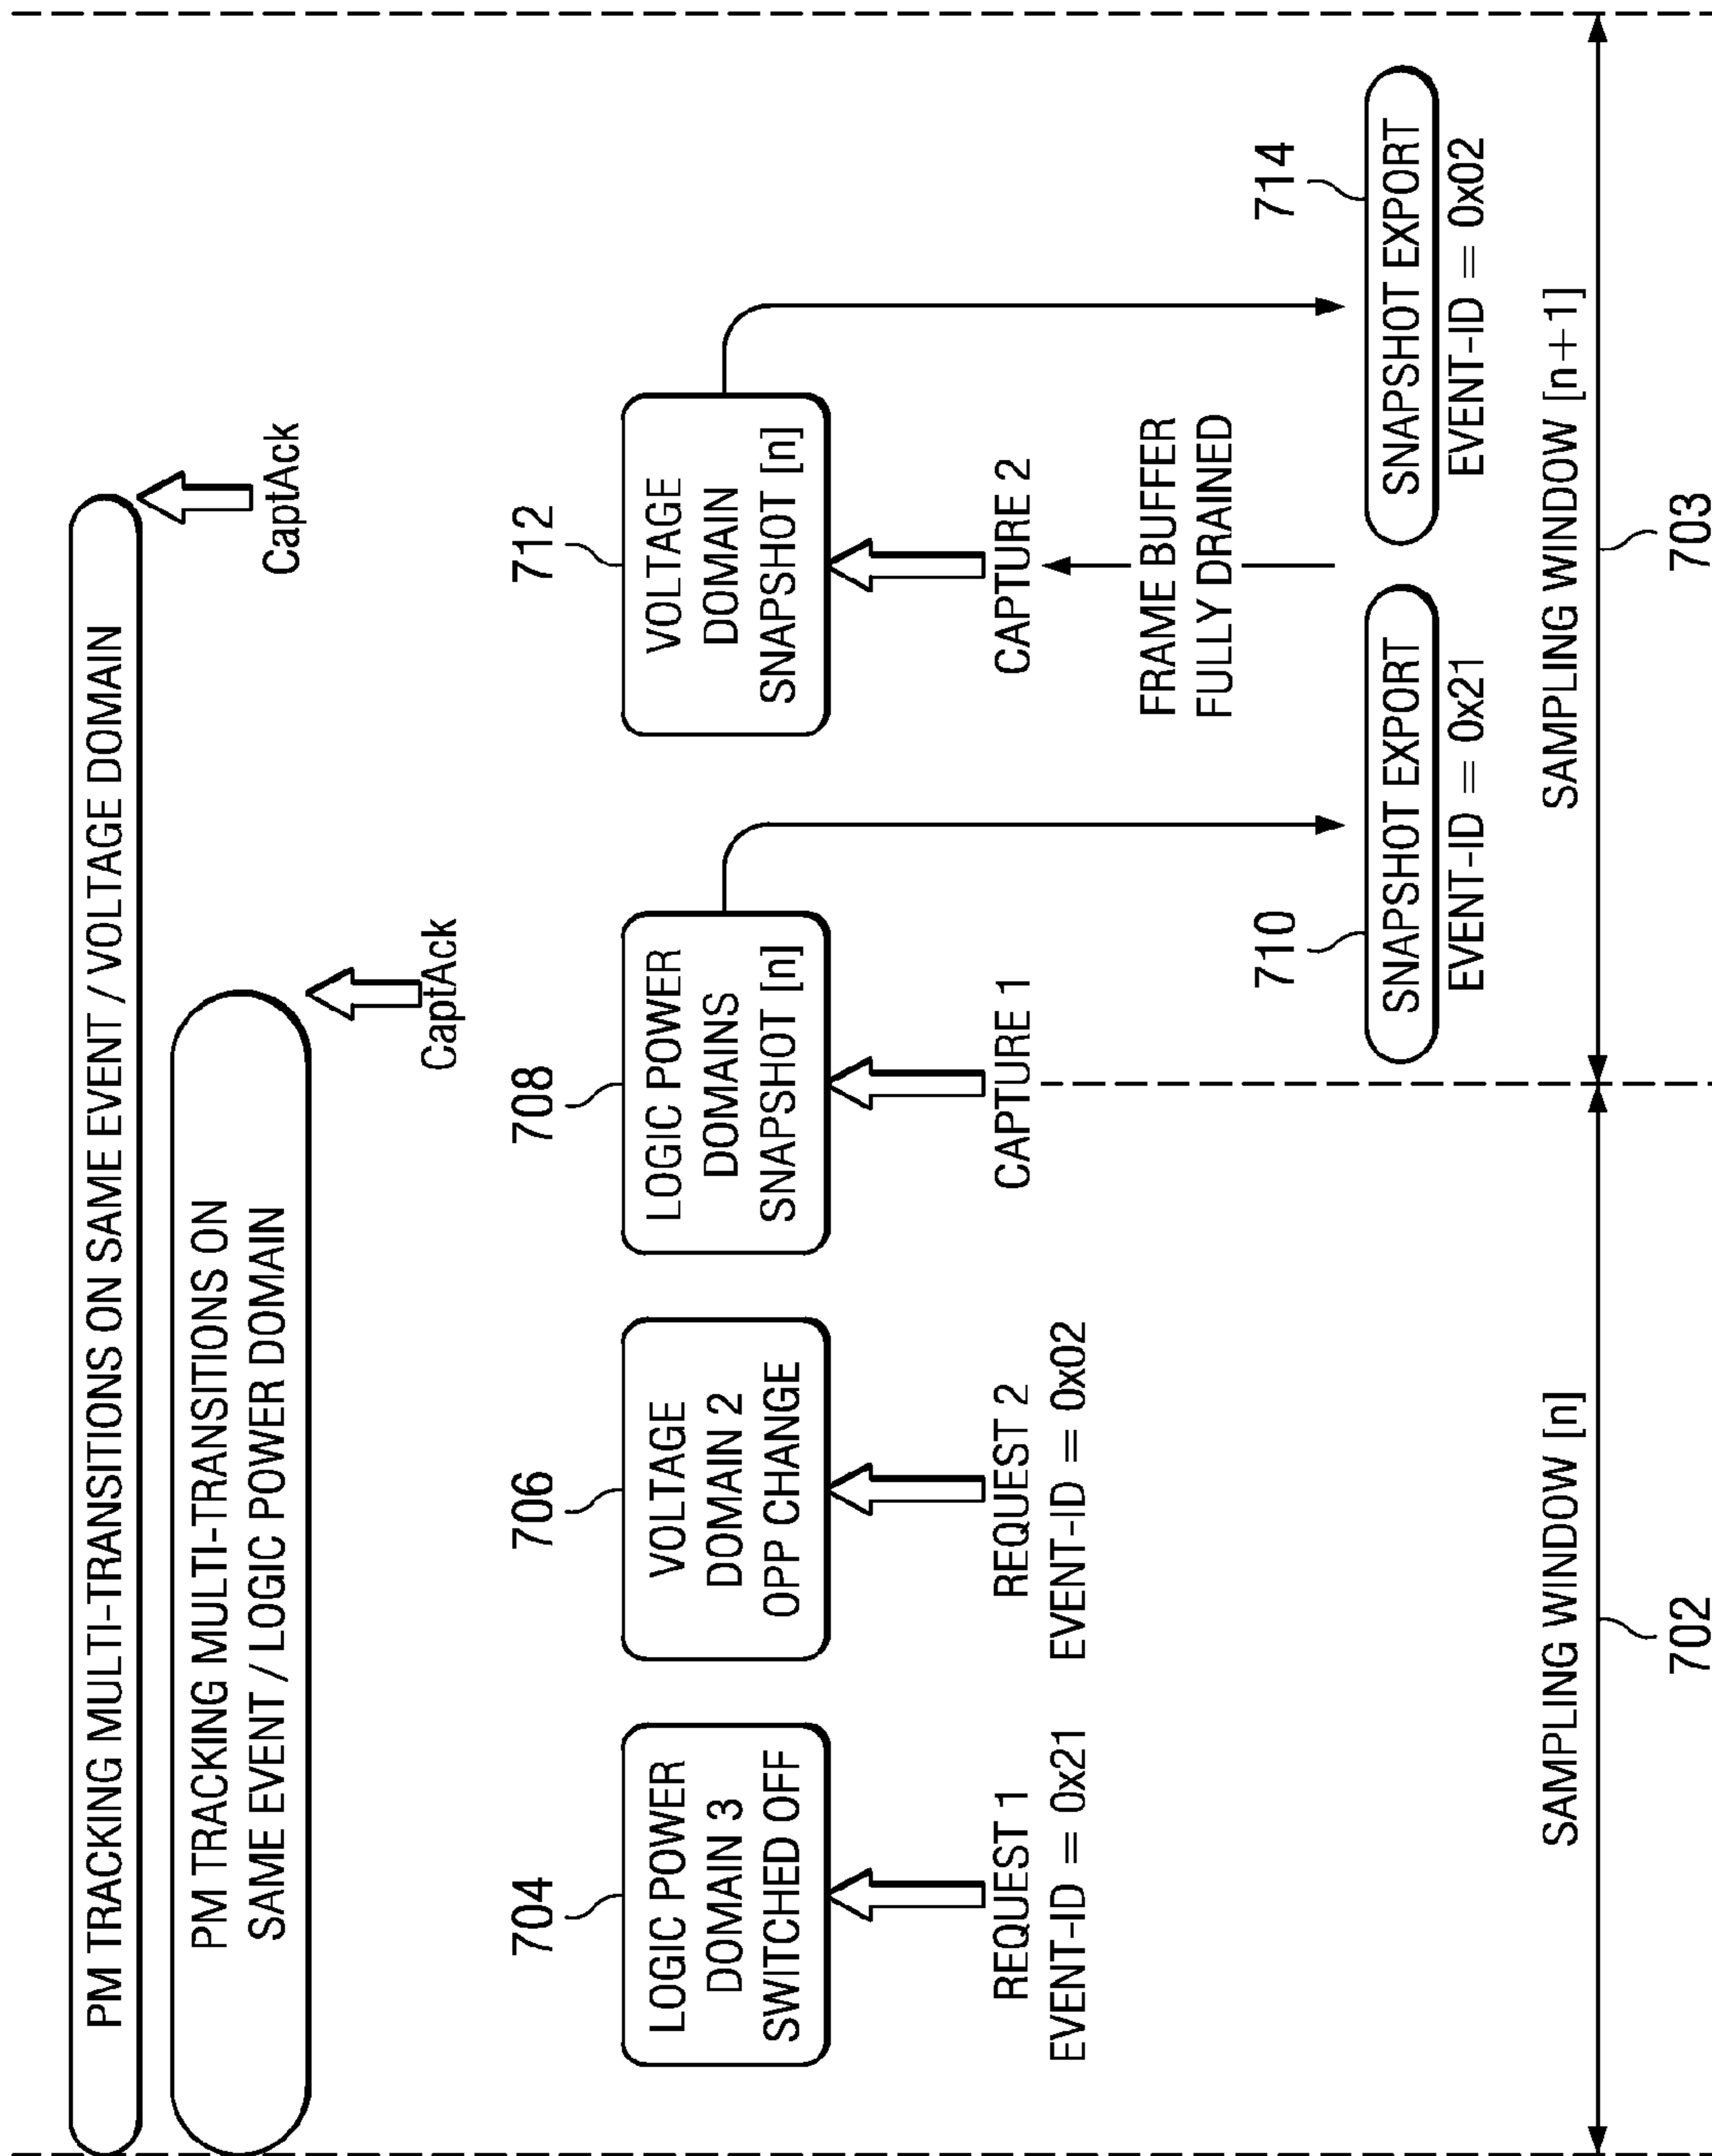 PM TRACKING MULTI-TRANSITIONS ON SAME EVENT / VOLTAGE DOMAIN
PM TRACKING MULTI-TRANSITIONS ON
SAME EVENT / LOGIC POWER DOMAIN
CaptAck
CaptAck
704
LOGIC POWER
DOMAIN 3
SWITCHED OFF
REQUEST 1
EVENT-ID = 0x21
706
VOLTAGE
DOMAIN 2
OPP CHANGE
REQUEST 2
EVENT-ID = 0x02
708
LOGIC POWER
DOMAINS
SNAPSHOT [n]
CAPTURE 1
712
VOLTAGE
DOMAIN
SNAPSHOT [n]
CAPTURE 2
FRAME BUFFER
FULLY DRAINED
710
SNAPSHOT EXPORT
EVENT-ID = 0x21
714
SNAPSHOT EXPORT
EVENT-ID = 0x02
SAMPLING WINDOW [n]
702
SAMPLING WINDOW [n+1]
703